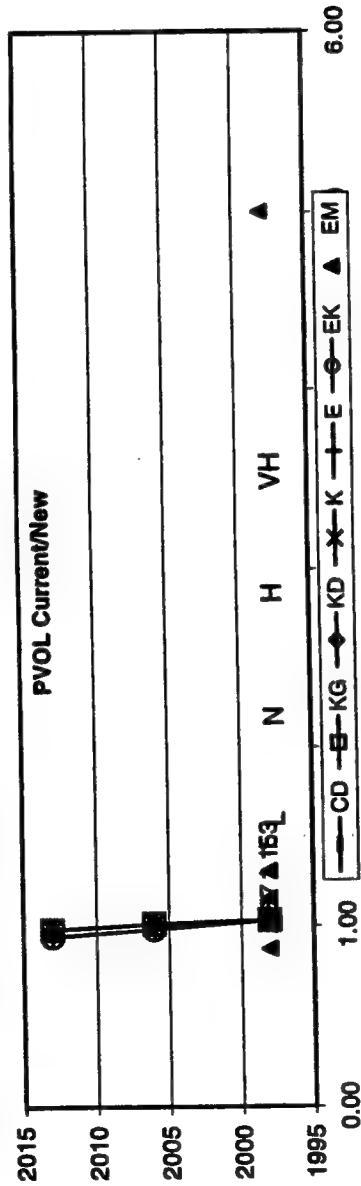 PVOL Current/New
2015
2010
2005
2000
1995
0.00
1.00
6.00
L
N
H
VH
CD KG KD K E EK EM